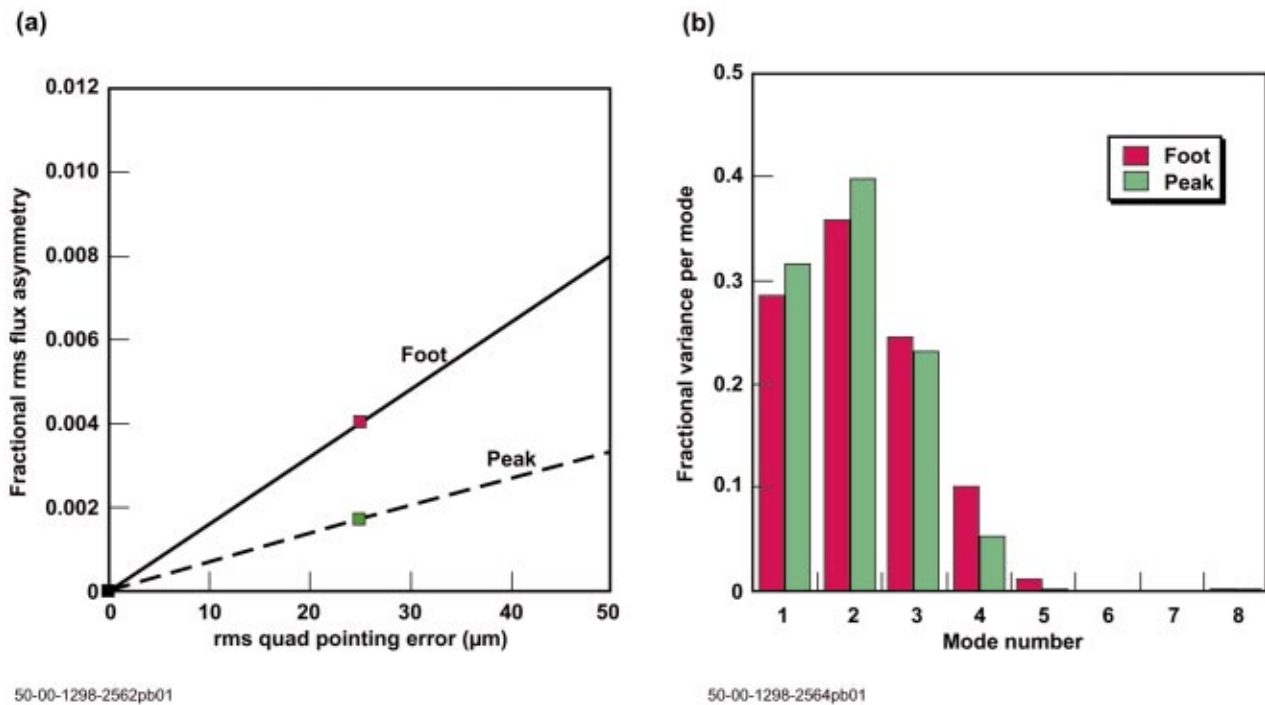 (a)
Fractional rms flux asymmetry
0.012
0.010
0.008
0.006
0.004
0.002
0
Foot
Peak
0 10 20 30 40 50
rms quad pointing error (µm)
50-00-1298-2562pb01
(b)
Fractional variance per mode
0.5
0.4
0.3
0.2
0.1
0
Foot
Peak
1 2 3 4 5 6 7 8
Mode number
50-00-1298-2564pb01